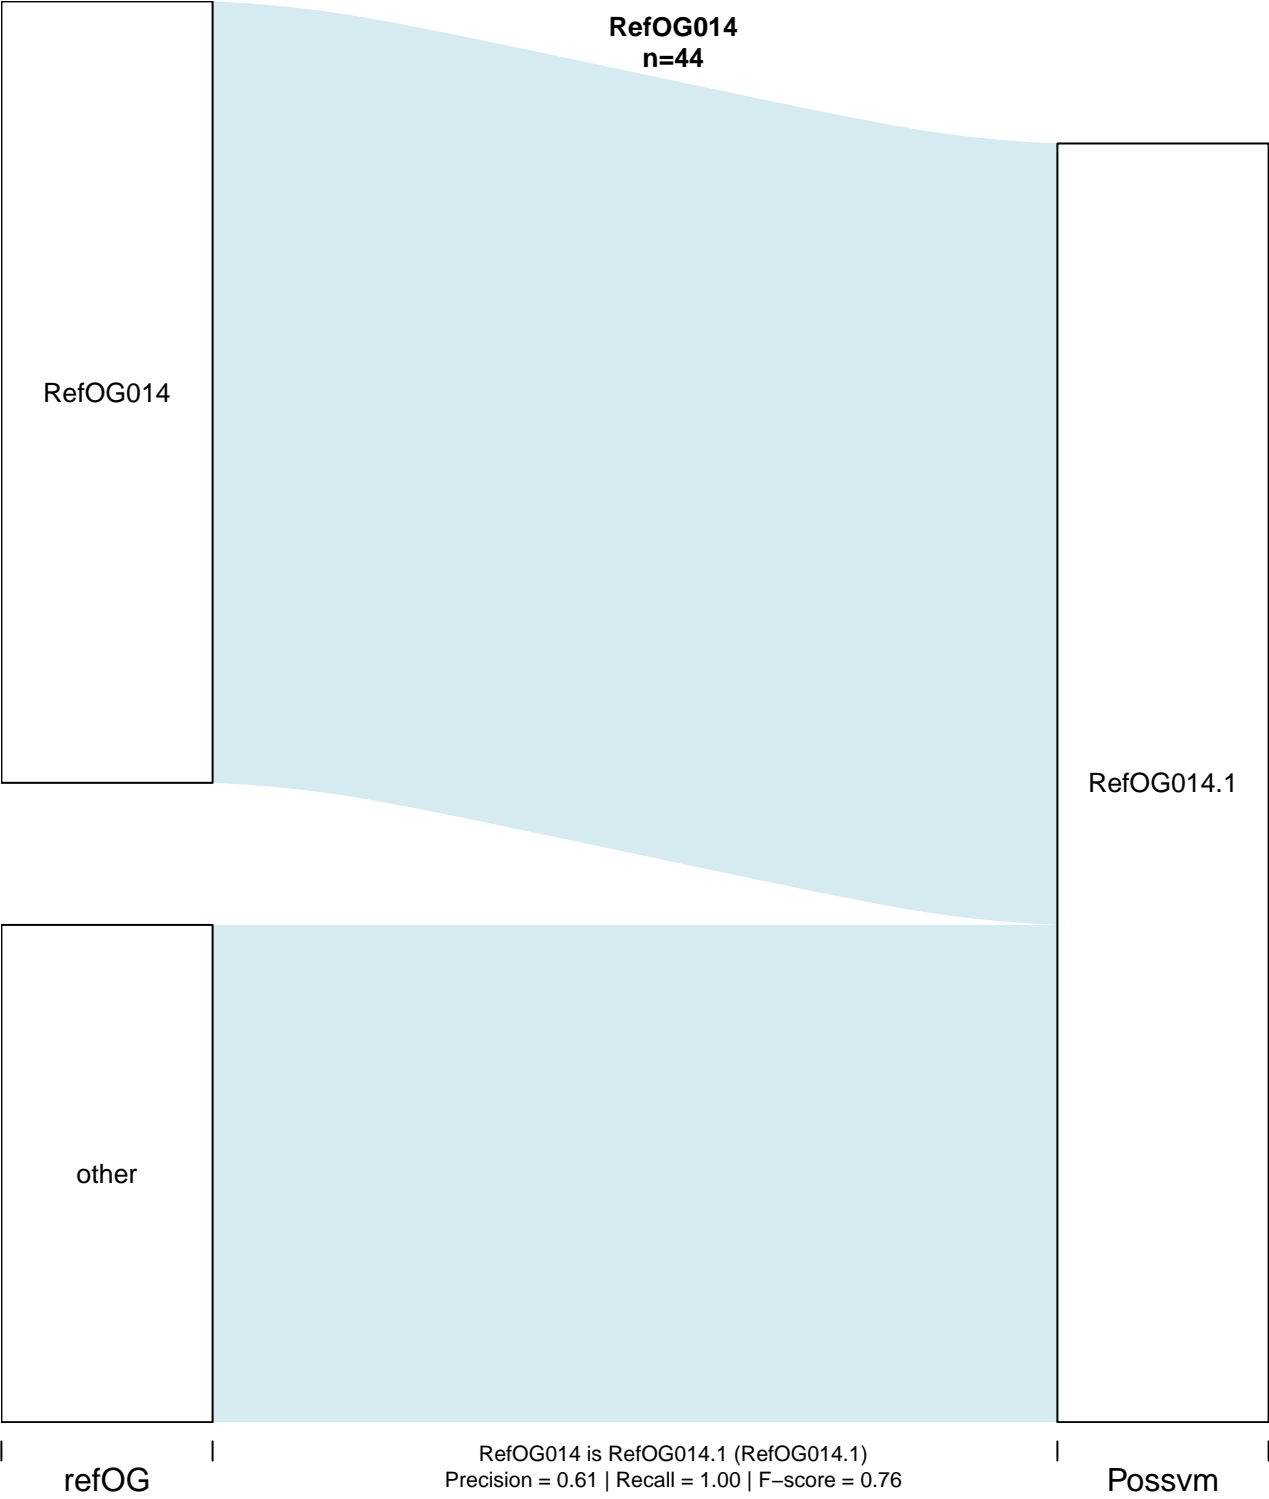 RefOG014
n=44
RefOG014
RefOG014.1
other
RefOG014 is RefOG014.1 (RefOG014.1)
Precision = 0.61 | Recall = 1.00 | F−score = 0.76
refOG
Possvm